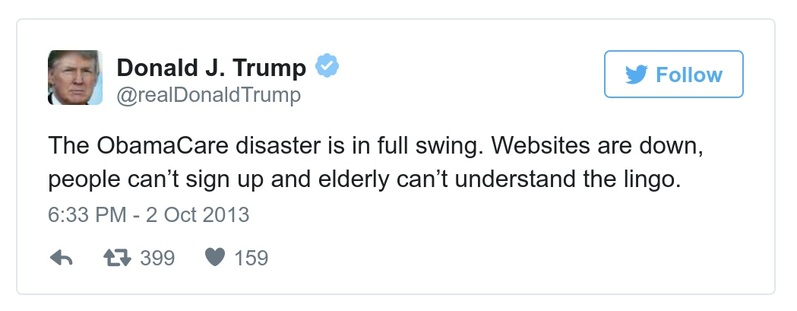 Donald J. Trump
@realDonaldTrump
Follow
The ObamaCare disaster is in full swing. Websites are down,
people can’t sign up and elderly can’t understand the lingo.
6:33 PM - 2 Oct 2013
399 159